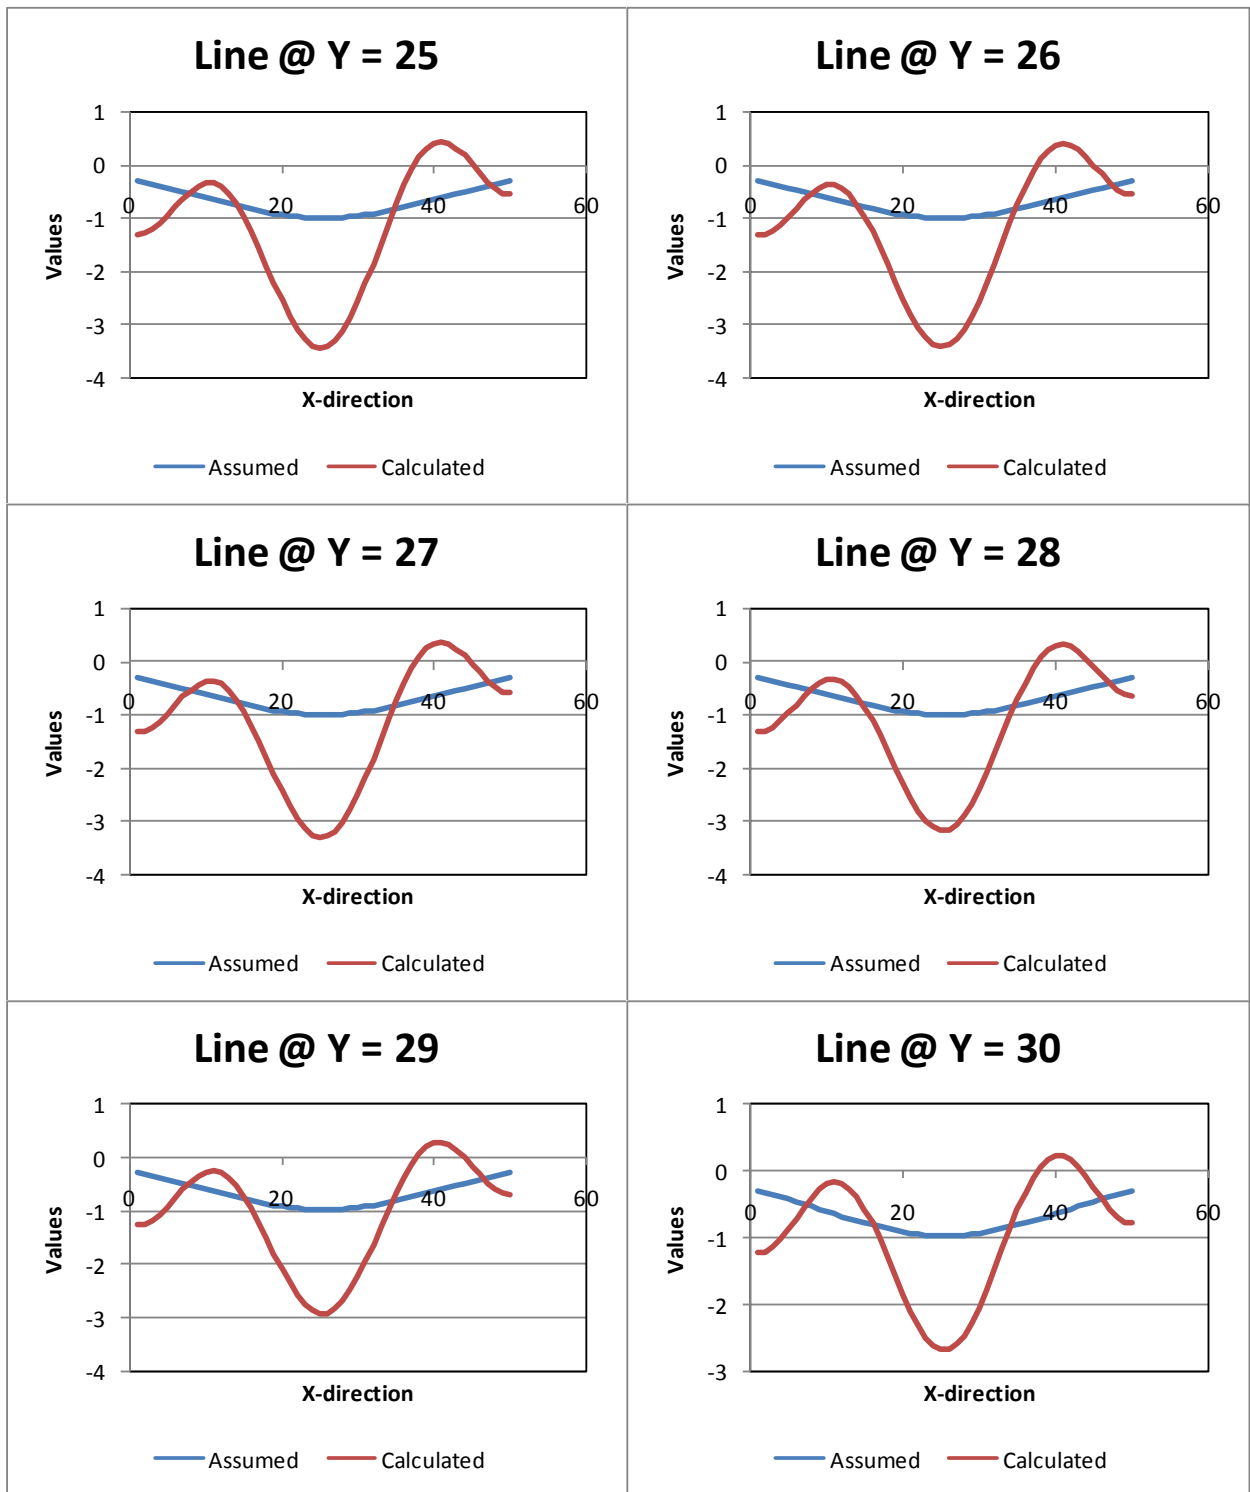 Line @ Y = 25
1
0
-1
-2
-3
-4
0 20 40 60
Values
X-direction
Assumed Calculated
Line @ Y = 26
1
0
-1
-2
-3
-4
0 20 40 60
Values
X-direction
Assumed Calculated
Line @ Y = 27
1
0
-1
-2
-3
-4
0 20 40 60
Values
X-direction
Assumed Calculated
Line @ Y = 28
1
0
-1
-2
-3
-4
0 20 40 60
Values
X-direction
Assumed Calculated
Line @ Y = 29
1
0
-1
-2
-3
-4
0 20 40 60
Values
X-direction
Assumed Calculated
Line @ Y = 30
1
0
-1
-2
-3
0 20 40 60
Values
X-direction
Assumed Calculated